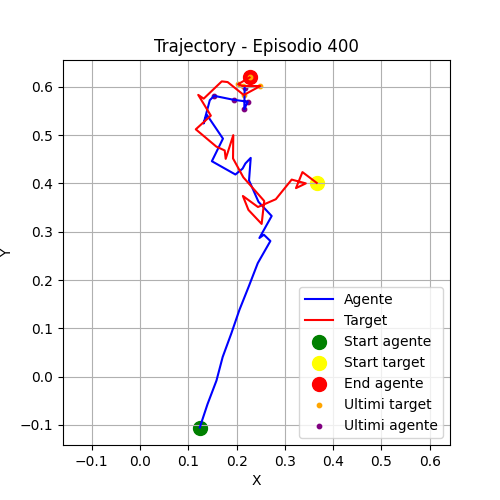 Trajectory - Episodio 400
Y
0.6
0.5
0.4
0.3
0.2
0.1
0.0
−0.1
−0.1
0.0
0.1
0.2
0.3
0.4
0.5
0.6
X
Agente
Target
Start agente
Start target
End agente
Ultimi target
Ultimi agente